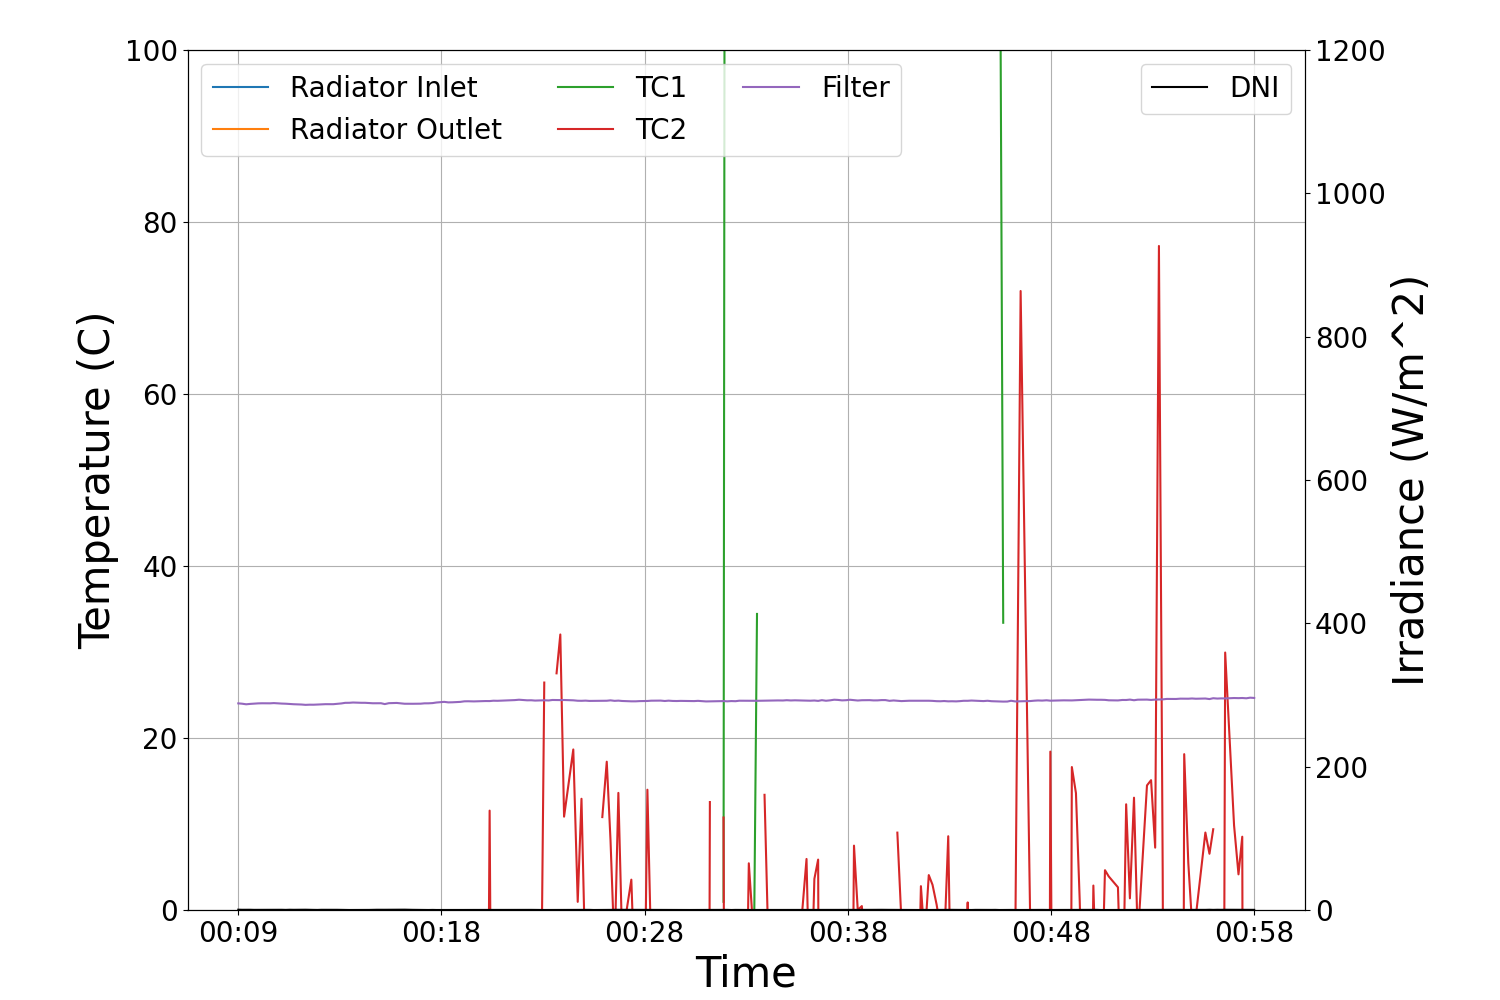 100
80
60
40
20
0
Temperature (C)
Radiator Inlet
Radiator Outlet
TC1
TC2
Filter
DNI
1200
1000
800
600
400
200
0
Irradiance (W/m^2)
00:09 00:18 00:28 00:38 00:48 00:58
Time